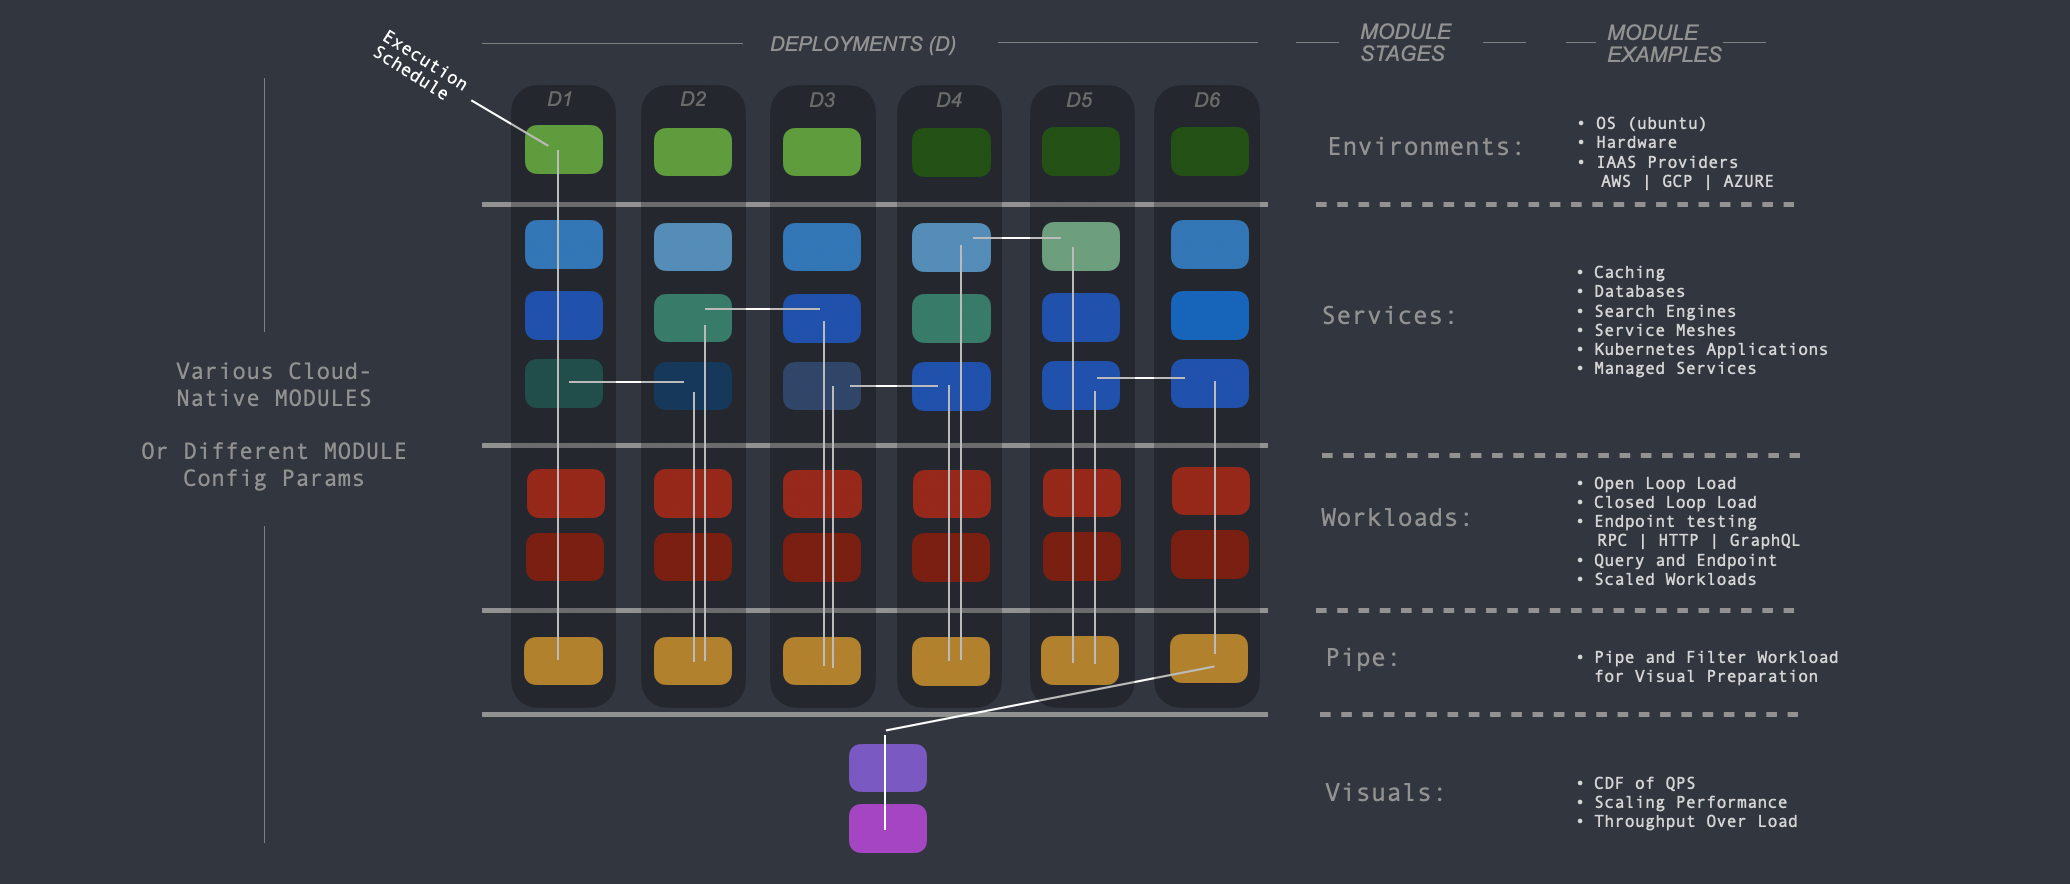 Execution
Schedule
DEPLOYMENTS (D)
MODULE
STAGES
MODULE
EXAMPLES
D1
D2
D3
D4
D5
D6
Various Cloud-
Native MODULES
Or Different MODULE
Config Params
Environments:
• OS (ubuntu)
• Hardware
• IAAS Providers
AWS | GCP | AZURE
Services:
• Caching
• Databases
• Search Engines
• Service Meshes
• Kubernetes Applications
• Managed Services
Workloads:
• Open Loop Load
• Closed Loop Load
• Endpoint testing
RPC | HTTP | GraphQL
• Query and Endpoint
• Scaled Workloads
Pipe:
• Pipe and Filter Workload
for Visual Preparation
Visuals:
• CDF of QPS
• Scaling Performance
• Throughput Over Load